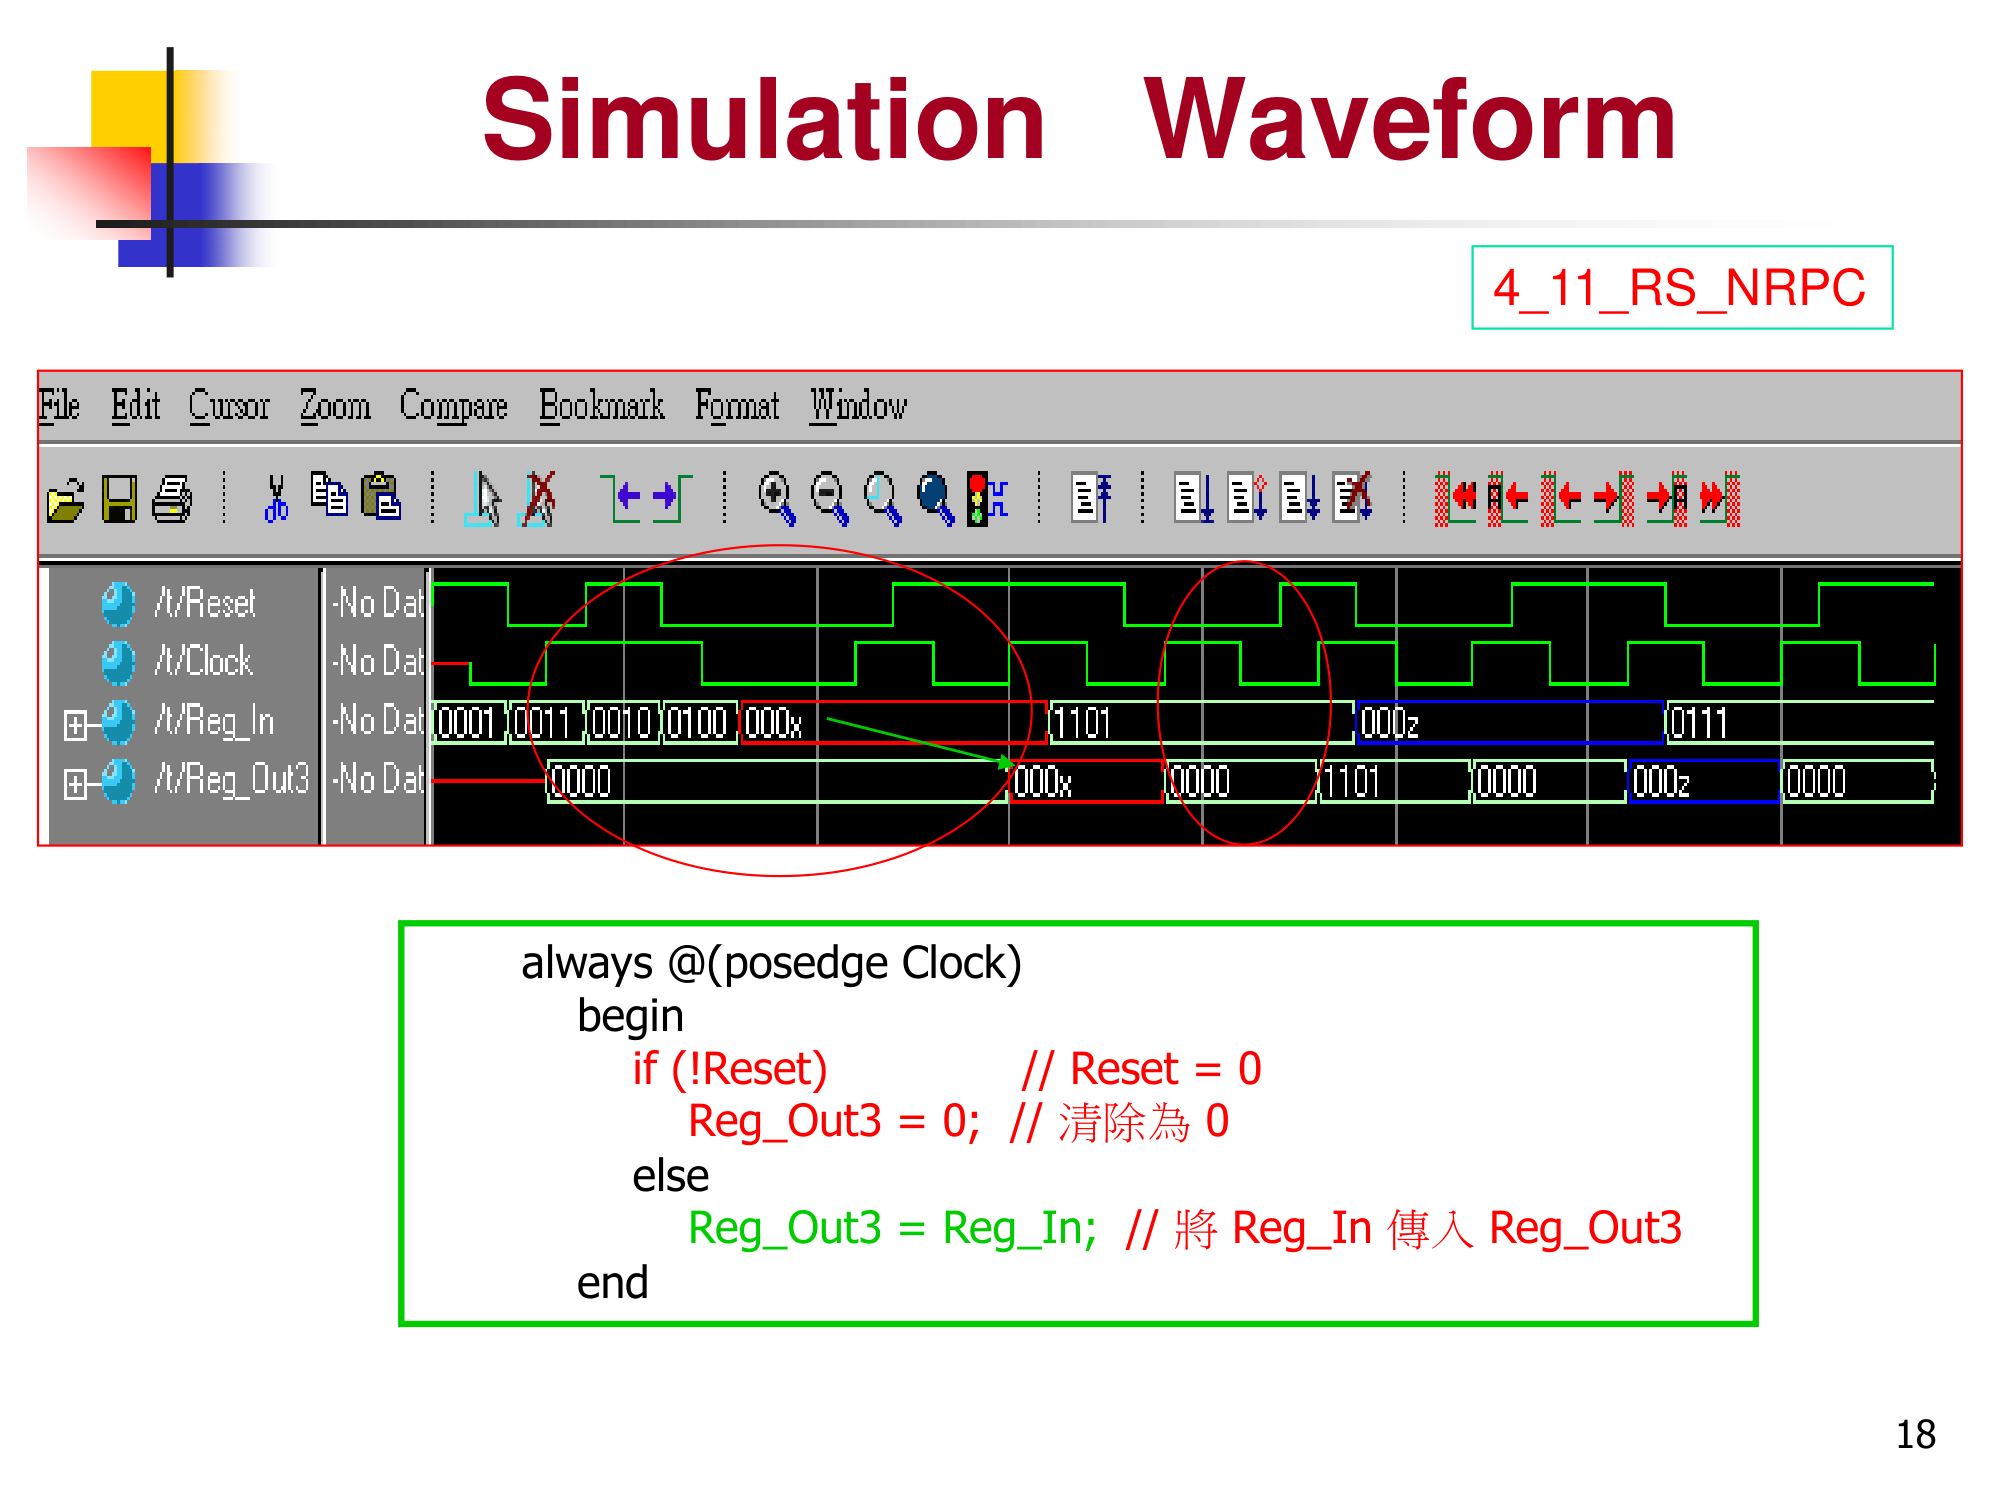 Simulation Waveform
4_11_RS_NRPC
File Edit Cursor Zoom Compare Bookmark Format Window
/t/Reset -No Dat
/t/Clock -No Dat
/t/Reg_In -No Dat 0001 0011 0010 0100 000x 1101 000z 0111
/t/Reg_Out3 -No Dat 0000 000x 0000 1101 0000 000z 0000
always @(posedge Clock)
begin
if (!Reset) // Reset = 0
Reg_Out3 = 0; // 清除為 0
else
Reg_Out3 = Reg_In; // 將 Reg_In 傳入 Reg_Out3
end
18